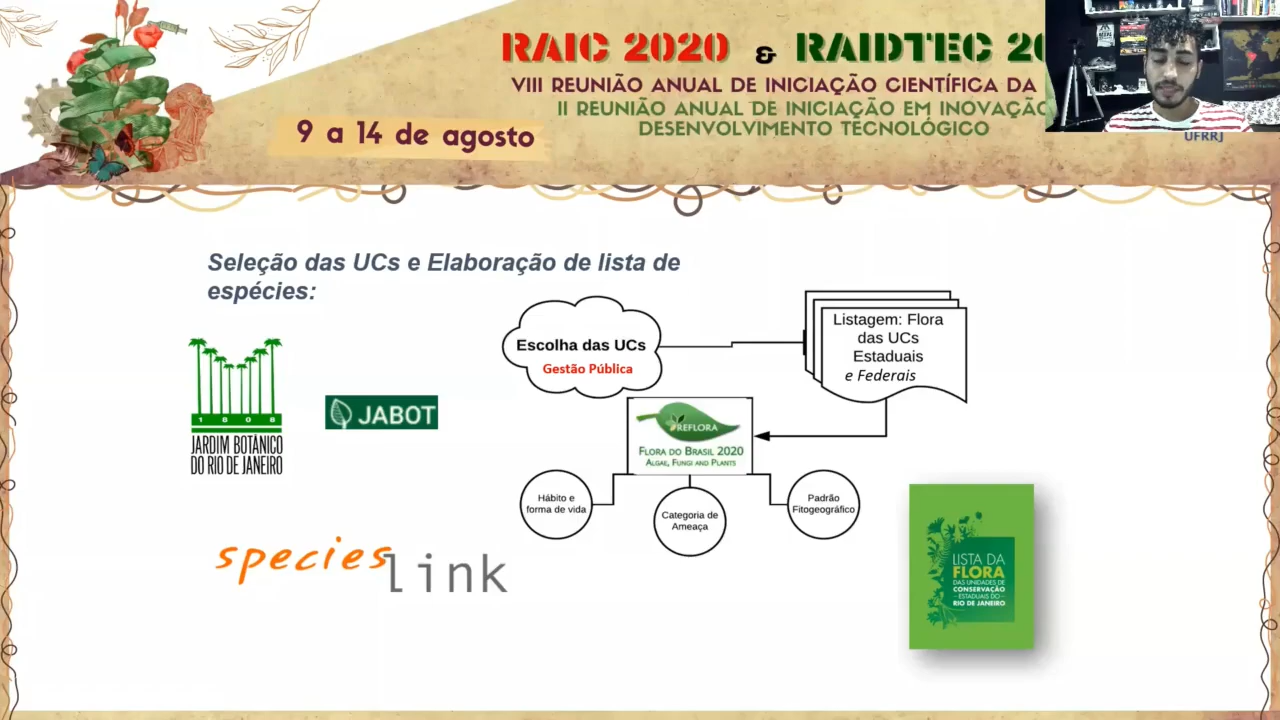 RAIC 2020 & RAIDTEC 20
VIII REUNIÃO ANUAL DE INICIAÇÃO CIENTÍFICA DA
II REUNIÃO ANUAL DE INICIAÇÃO EM INOVAÇÃO
DESENVOLVIMENTO TECNOLÓGICO
9 a 14 de agosto
UFRRJ
Seleção das UCs e Elaboração de lista de
espécies:
Escolha das UCs
Gestão Pública
Listagem: Flora
das UCs
Estaduais
e Federais
1808
JARDIM BOTÂNICO
DO RIO DE JANEIRO
JABOT
REFLORA
FLORA DO BRASIL 2020
ALGAE, FUNGI AND PLANTS
Hábito e
forma de vida
Categoria de
Ameaça
Padrão
Fitogeográfico
species
link
LISTA DA
FLORA
DAS UNIDADES DE
CONSERVAÇÃO
ESTADUAIS DO
RIO DE JANEIRO